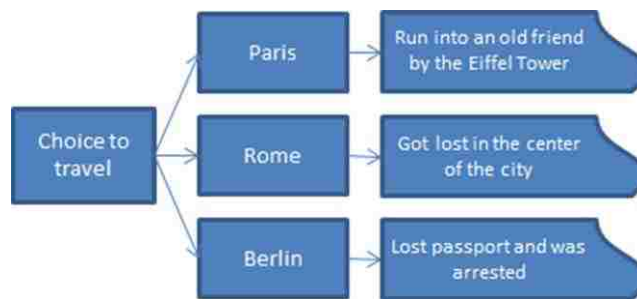 Choice to
travel
Paris
Run into an old friend
by the Eiffel Tower
Rome
Got lost in the center
of the city
Berlin
Lost passport and was
arrested